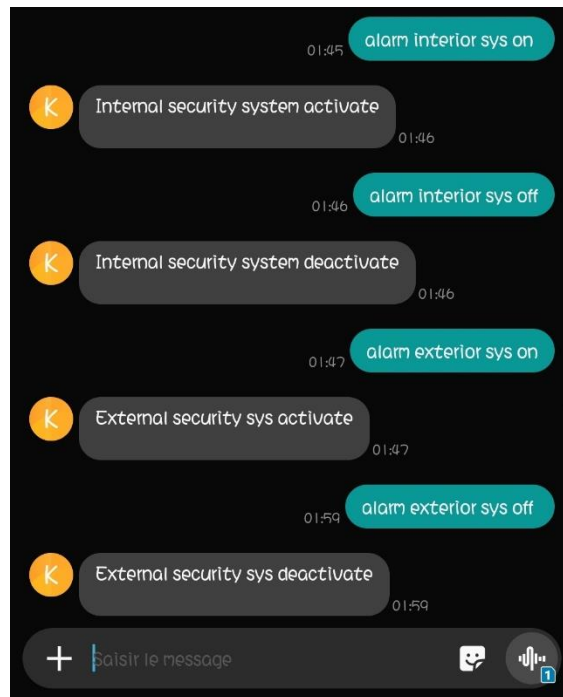 alarm interior sys on
01:45
K
Internal security system activate
01:46
alarm interior sys off
01:46
K
Internal security system deactivate
01:46
alarm exterior sys on
01:47
K
External security sys activate
01:47
alarm exterior sys off
01:59
K
External security sys deactivate
01:59
Saisir le message
1